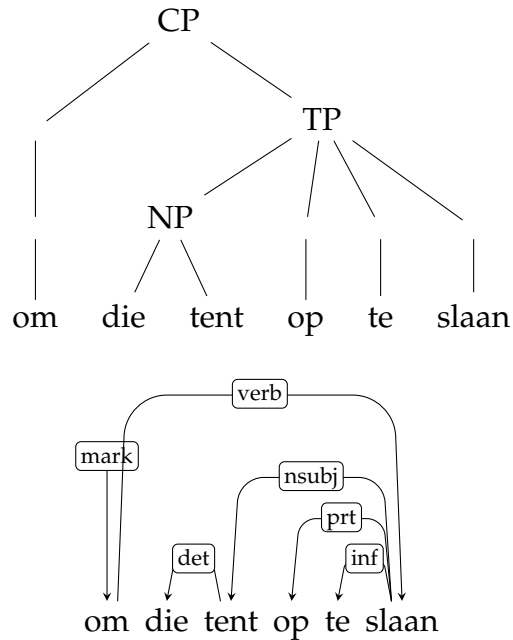 CP
TP
NP
om die tent op te slaan
verb
mark
nsubj
prt
det inf
om die tent op te slaan